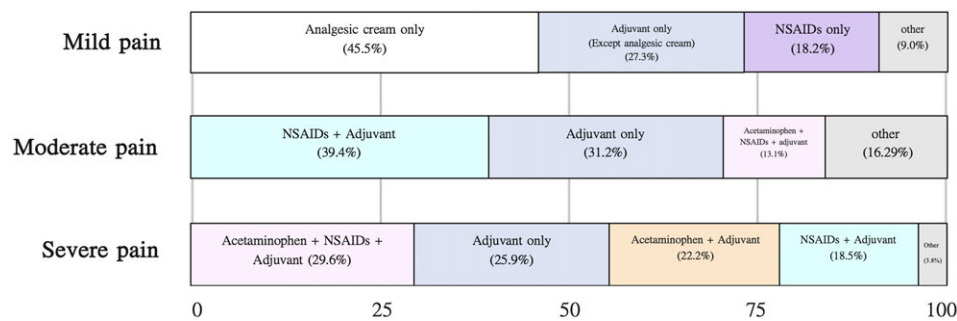 Mild pain
Analgesic cream only
(45.5%)
Adjuvant only
(Except analgesic cream)
(27.3%)
NSAIDs only
(18.2%)
other
(9.0%)
Moderate pain
NSAIDs + Adjuvant
(39.4%)
Adjuvant only
(31.2%)
Acetaminophen +
NSAIDs + adjuvant
(13.1%)
other
(16.29%)
Severe pain
Acetaminophen + NSAIDs +
Adjuvant (29.6%)
Adjuvant only
(25.9%)
Acetaminophen + Adjuvant
(22.2%)
NSAIDs + Adjuvant
(18.5%)
Other
(3.8%)
0 25 50 75 100